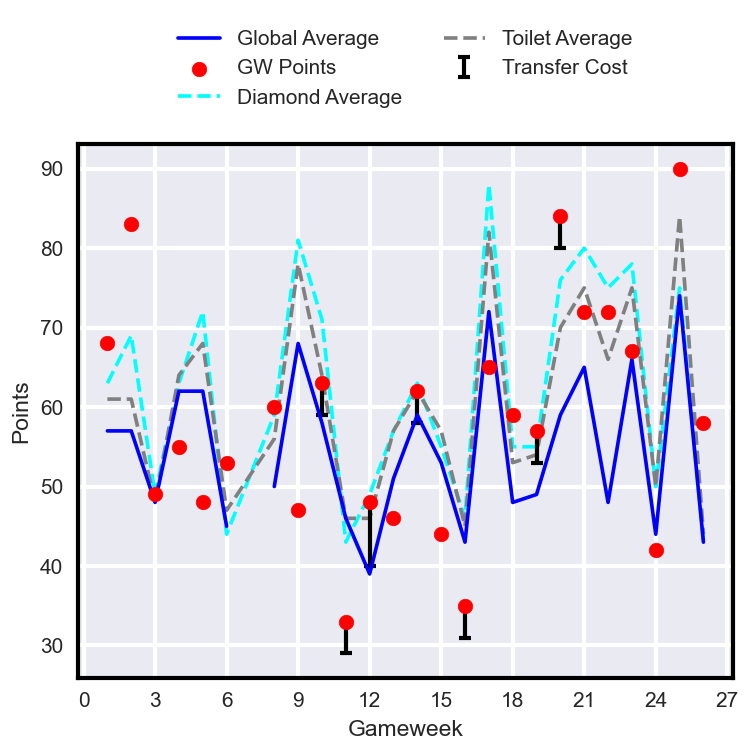 Global Average
GW Points
Diamond Average
Toilet Average
Transfer Cost
90
80
70
60
50
40
30
Points
0 3 6 9 12 15 18 21 24 27
Gameweek